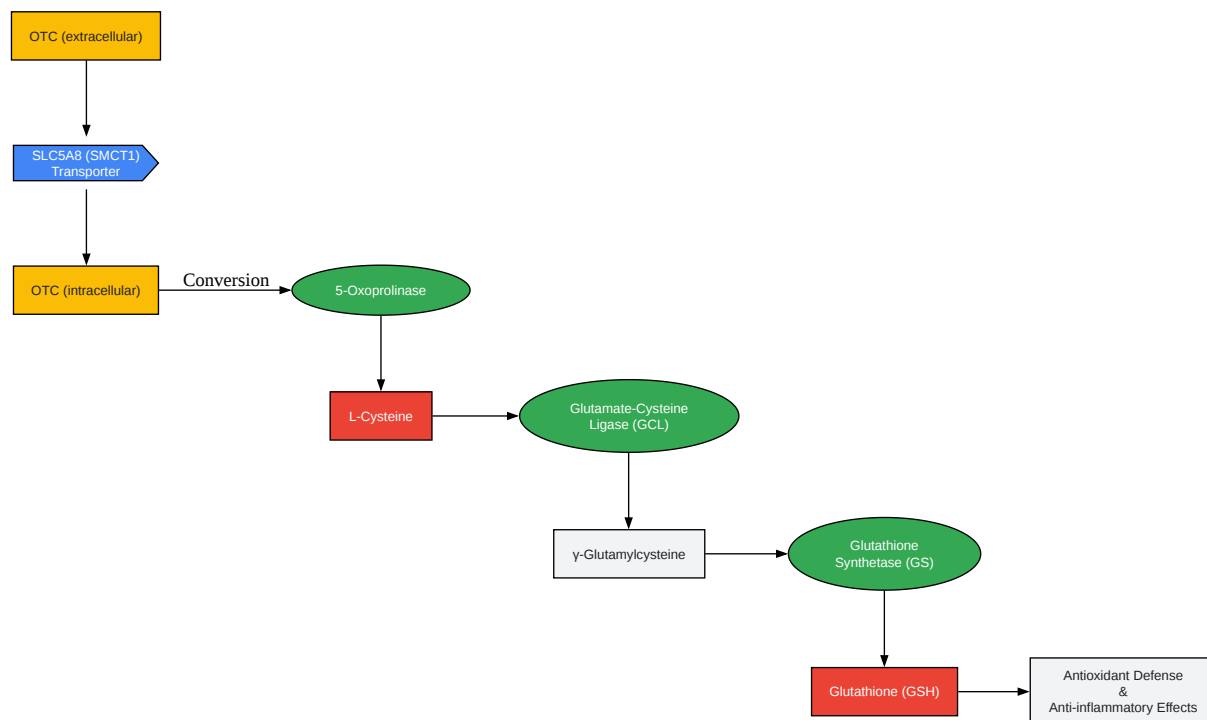 OTC (extracellular)
SLC5A8 (SMCT1)
Transporter
OTC (intracellular)
Conversion
5-Oxoprolinase
L-Cysteine
Glutamate-Cysteine
Ligase (GCL)
γ-Glutamylcysteine
Glutathione
Synthetase (GS)
Glutathione (GSH)
Antioxidant Defense
&
Anti-inflammatory Effects